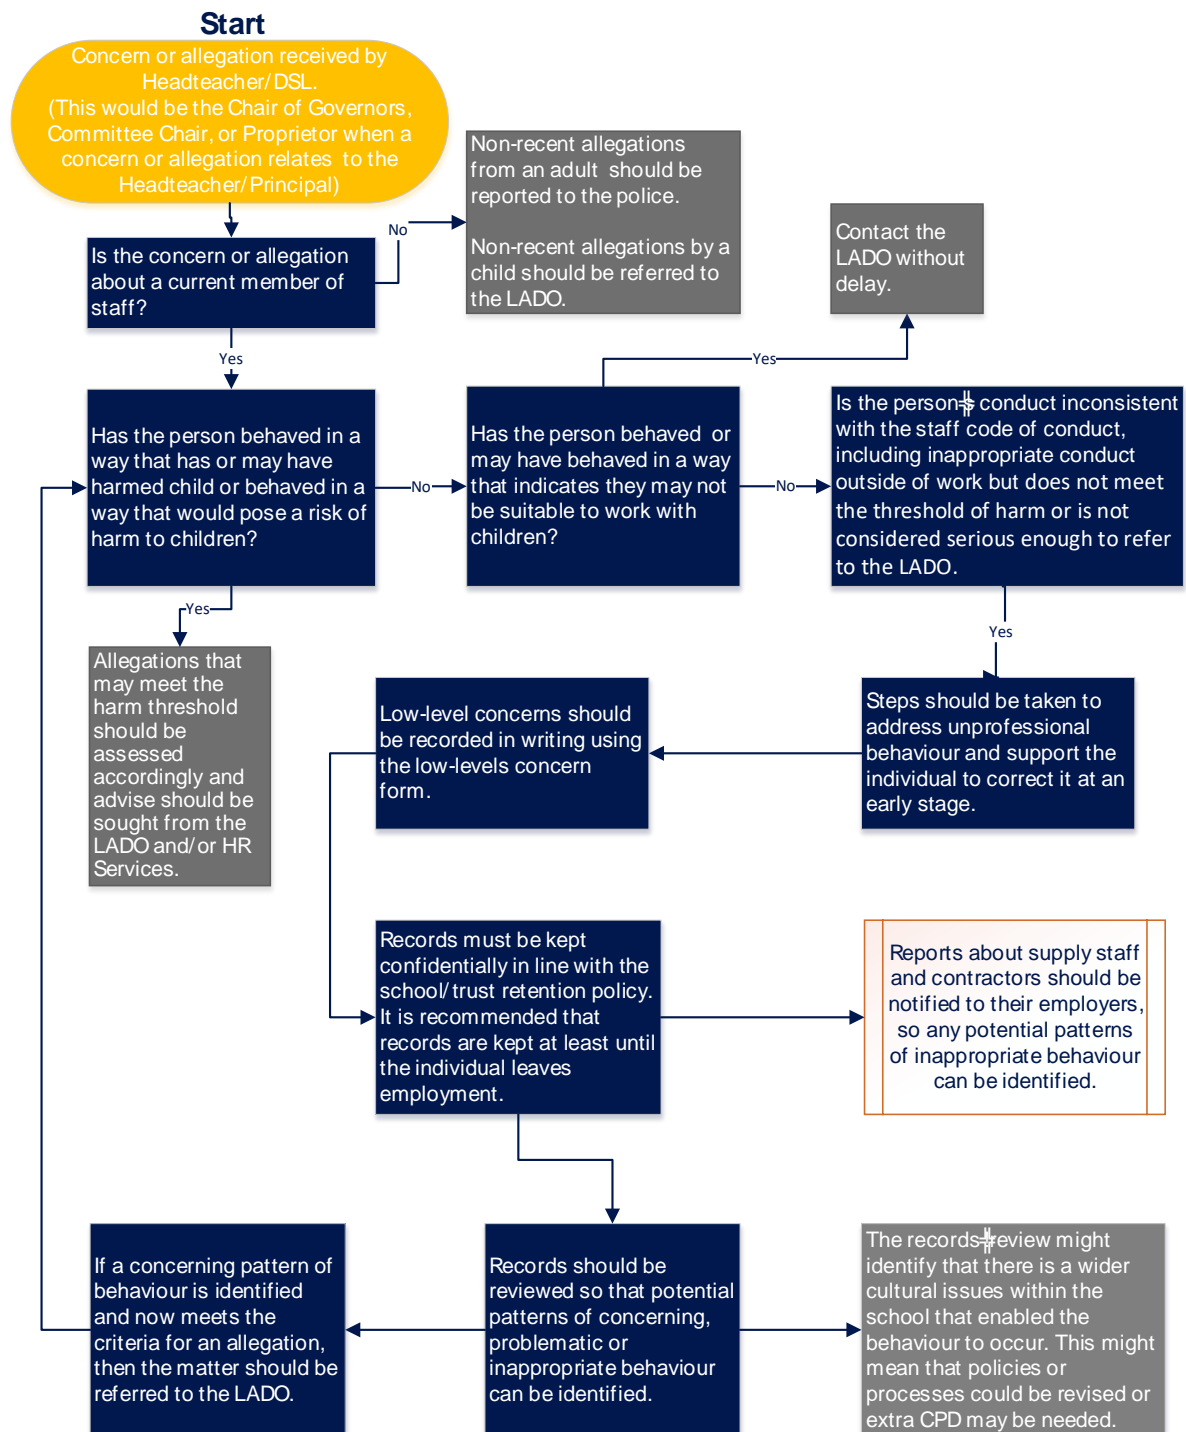 Start
Concern or allegation received by
Headteacher/DSL.
(This would be the Chair of Governors,
Committee Chair, or Proprietor when a
concern or allegation relates to the
Headteacher/Principal)
Is the concern or allegation
about a current member of
staff?
No
Non-recent allegations
from an adult should be
reported to the police.
Non-recent allegations by a
child should be referred to
the LADO.
Contact the
LADO without
delay.
Yes
Yes
Has the person behaved in a
way that has or may have
harmed child or behaved in a
way that would pose a risk of
harm to children?
No
Has the person behaved or
may have behaved in a way
that indicates they may not
be suitable to work with
children?
No
Is the person conduct inconsistent
with the staff code of conduct,
including inappropriate conduct
outside of work but does not meet
the threshold of harm or is not
considered serious enough to refer
to the LADO.
Yes
Yes
Allegations that
may meet the
harm threshold
should be
assessed
accordingly and
advise should be
sought from the
LADO and/or HR
Services.
Low-level concerns should
be recorded in writing using
the low-levels concern
form.
Steps should be taken to
address unprofessional
behaviour and support the
individual to correct it at an
early stage.
Records must be kept
confidentially in line with the
school/trust retention policy.
It is recommended that
records are kept at least until
the individual leaves
employment.
Reports about supply staff
and contractors should be
notified to their employers,
so any potential patterns
of inappropriate behaviour
can be identified.
If a concerning pattern of
behaviour is identified
and now meets the
criteria for an allegation,
then the matter should be
referred to the LADO.
Records should be
reviewed so that potential
patterns of concerning,
problematic or
inappropriate behaviour
can be identified.
The records review might
identify that there is a wider
cultural issues within the
school that enabled the
behaviour to occur. This might
mean that policies or
processes could be revised or
extra CPD may be needed.